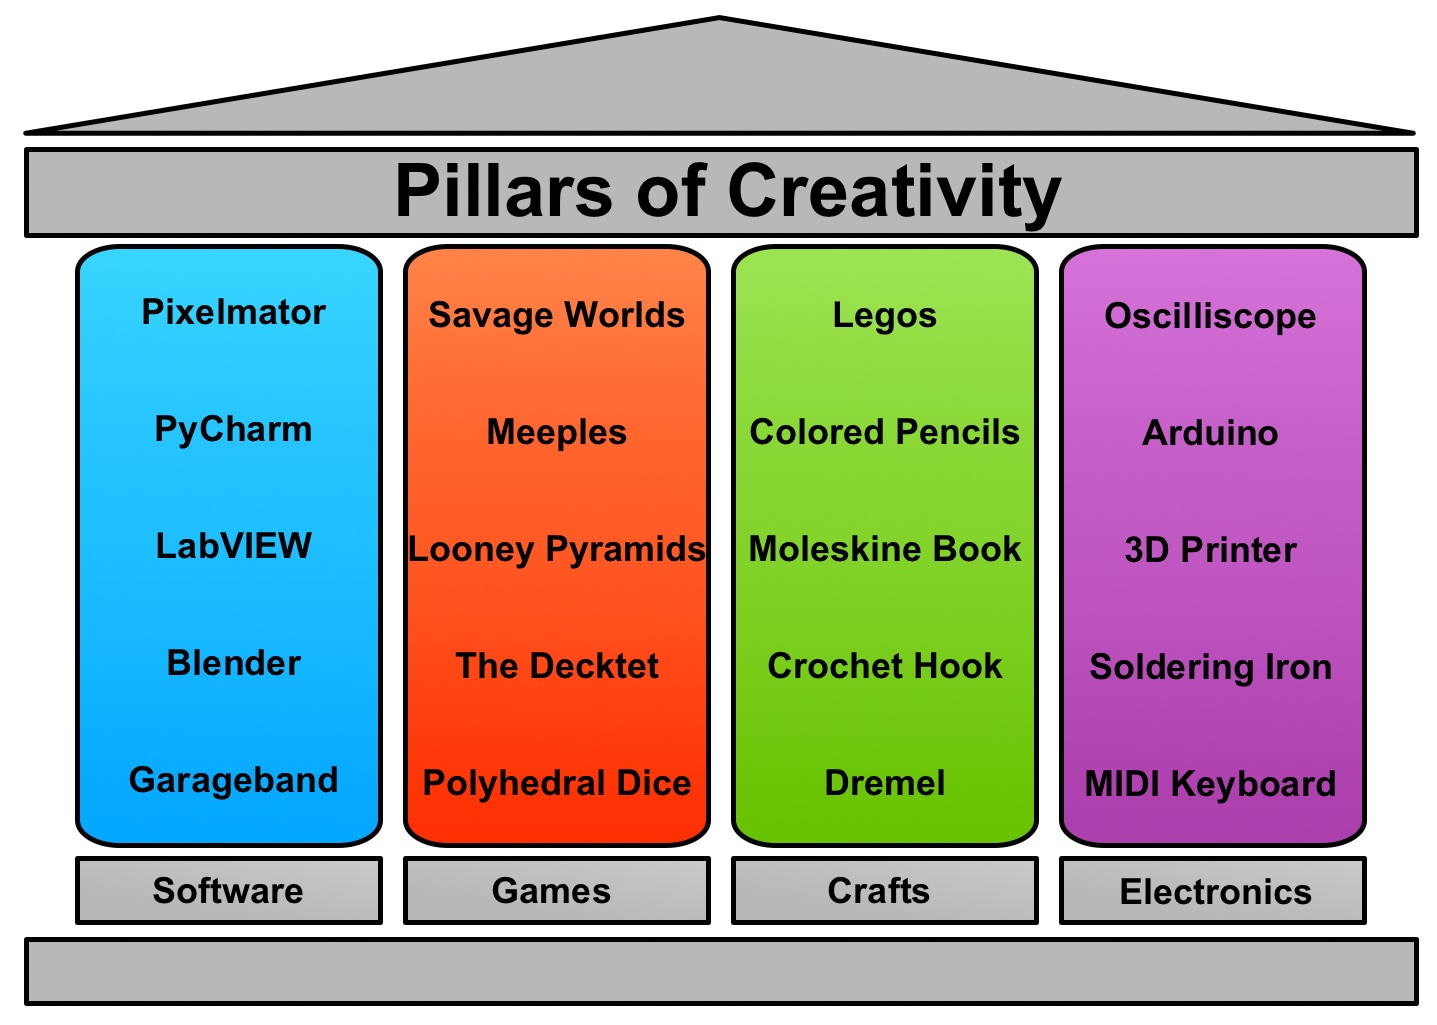 Pillars of Creativity
Pixelmator
PyCharm
LabVIEW
Blender
Garageband
Software
Savage Worlds
Meeples
Looney Pyramids
The Decktet
Polyhedral Dice
Games
Legos
Colored Pencils
Moleskine Book
Crochet Hook
Dremel
Crafts
Oscilliscope
Arduino
3D Printer
Soldering Iron
MIDI Keyboard
Electronics